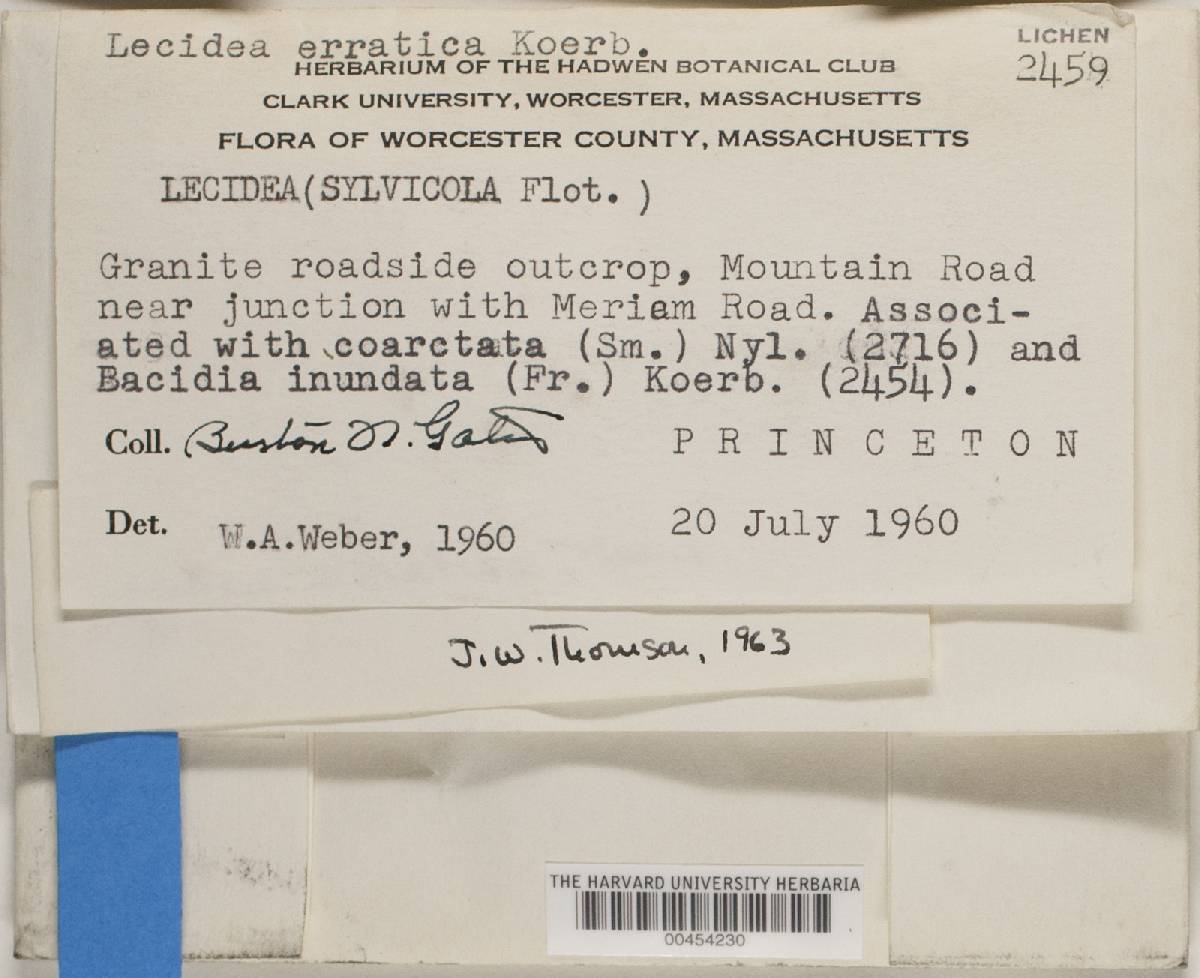 Lecidea erratica Koerb.
LICHEN
2459
HERBARIUM OF THE HADWEN BOTANICAL CLUB
CLARK UNIVERSITY, WORCESTER, MASSACHUSETTS
FLORA OF WORCESTER COUNTY, MASSACHUSETTS
LECIDEA(SYLVICOLA Flot. )
Granite roadside outcrop, Mountain Road
near junction with Meriam Road. Associ-
ated with coarctata (Sm.) Nyl. (2716) and
Bacidia inundata (Fr.) Koerb. (2454).
Coll. Burton N. Gates
PRINCETON
Det. W.A.Weber, 1960
20 July 1960
J.W. Thomson, 1963
THE HARVARD UNIVERSITY HERBARIA
00454230